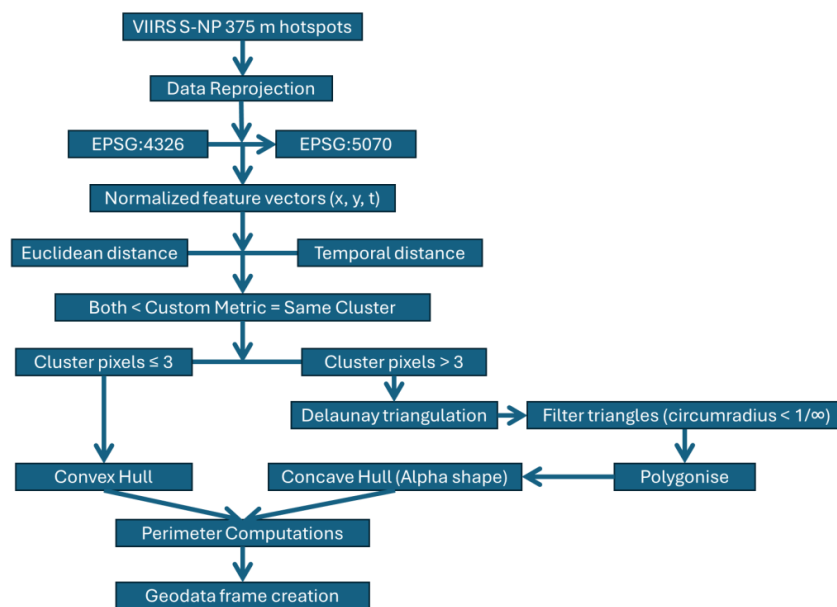 VIIRS S-NP 375 m hotspots
Data Reprojection
EPSG:4326
EPSG:5070
Normalized feature vectors (x, y, t)
Euclidean distance
Temporal distance
Both < Custom Metric = Same Cluster
Cluster pixels ≤ 3
Cluster pixels > 3
Delaunay triangulation
Filter triangles (circumradius < 1/∞)
Convex Hull
Concave Hull (Alpha shape)
Polygonise
Perimeter Computations
Geodata frame creation